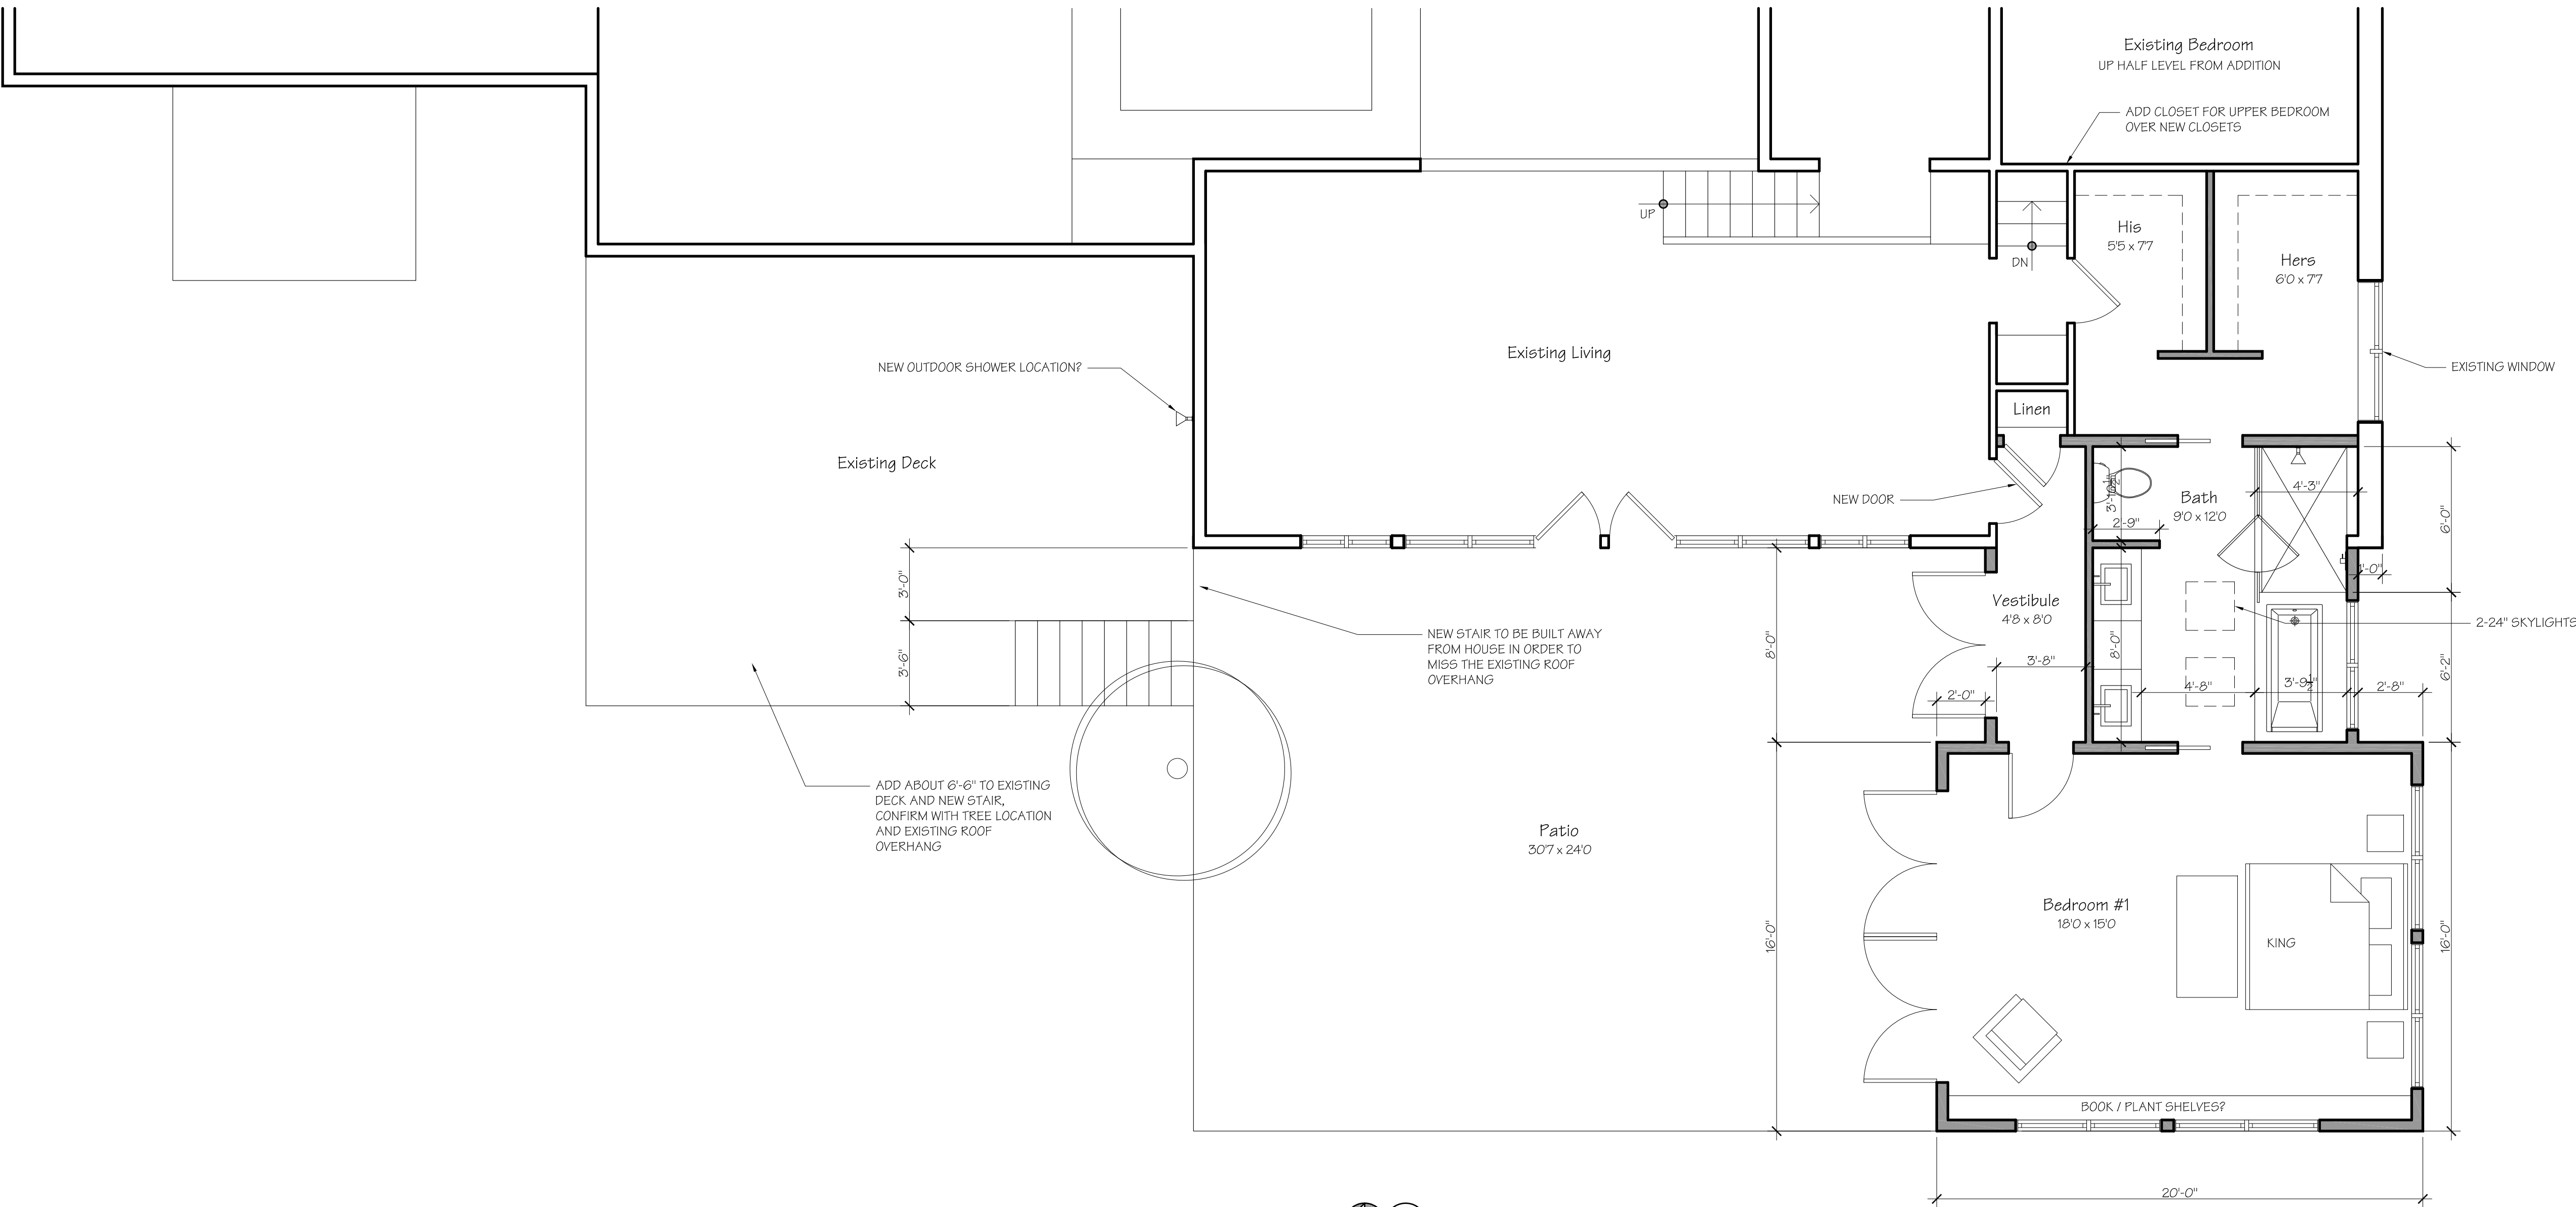 Existing Bedroom
UP HALF LEVEL FROM ADDITION
ADD CLOSET FOR UPPER BEDROOM
OVER NEW CLOSETS
UP
DN
His
5'5 x 7'7
Hers
6'0 x 7'7
Existing Living
NEW OUTDOOR SHOWER LOCATION?
EXISTING WINDOW
Linen
Existing Deck
NEW DOOR
Bath
9'0 x 12'0
4'-3"
2'-9"
6'-0"
1'-0"
3'-0"
3'-6"
Vestibule
4'8 x 8'0
2-24" SKYLIGHTS
NEW STAIR TO BE BUILT AWAY
FROM HOUSE IN ORDER TO
MISS THE EXISTING ROOF
OVERHANG
8'-0"
3'-8"
8'-0"
2'-0"
4'-8"
3'-9½"
2'-8"
6'-2"
ADD ABOUT 6'-6" TO EXISTING
DECK AND NEW STAIR,
CONFIRM WITH TREE LOCATION
AND EXISTING ROOF
OVERHANG
Patio
30'7 x 24'0
Bedroom #1
18'0 x 15'0
KING
16'-0"
16'-0"
BOOK / PLANT SHELVES?
20'-0"